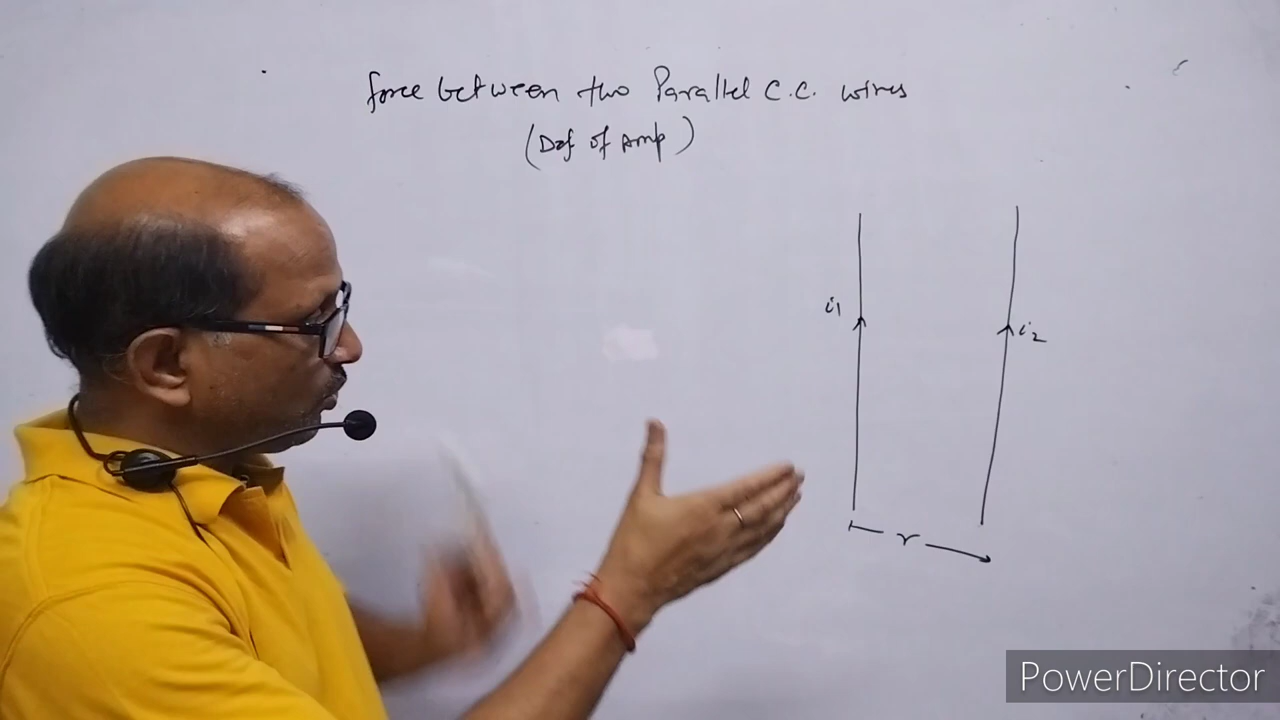 force between two Parallel C.C. wires
(Def of Amp)
i1
i2
r
PowerDirector